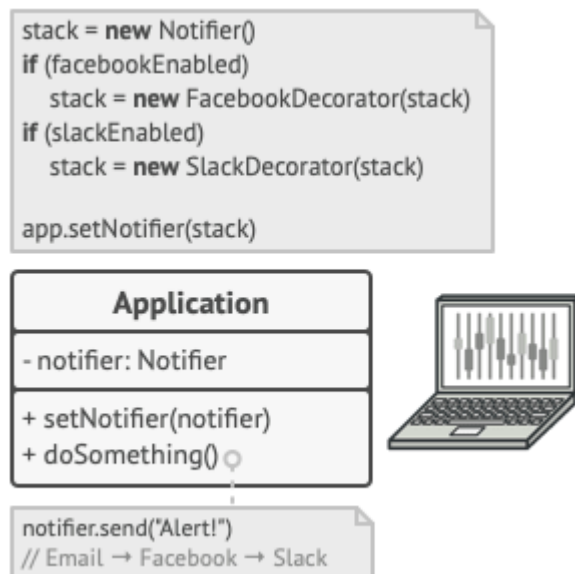 stack = new Notifier()
if (facebookEnabled)
stack = new FacebookDecorator(stack)
if (slackEnabled)
stack = new SlackDecorator(stack)
app.setNotifier(stack)
Application
- notifier: Notifier
+ setNotifier(notifier)
+ doSomething()
notifier.send("Alert!")
// Email → Facebook → Slack